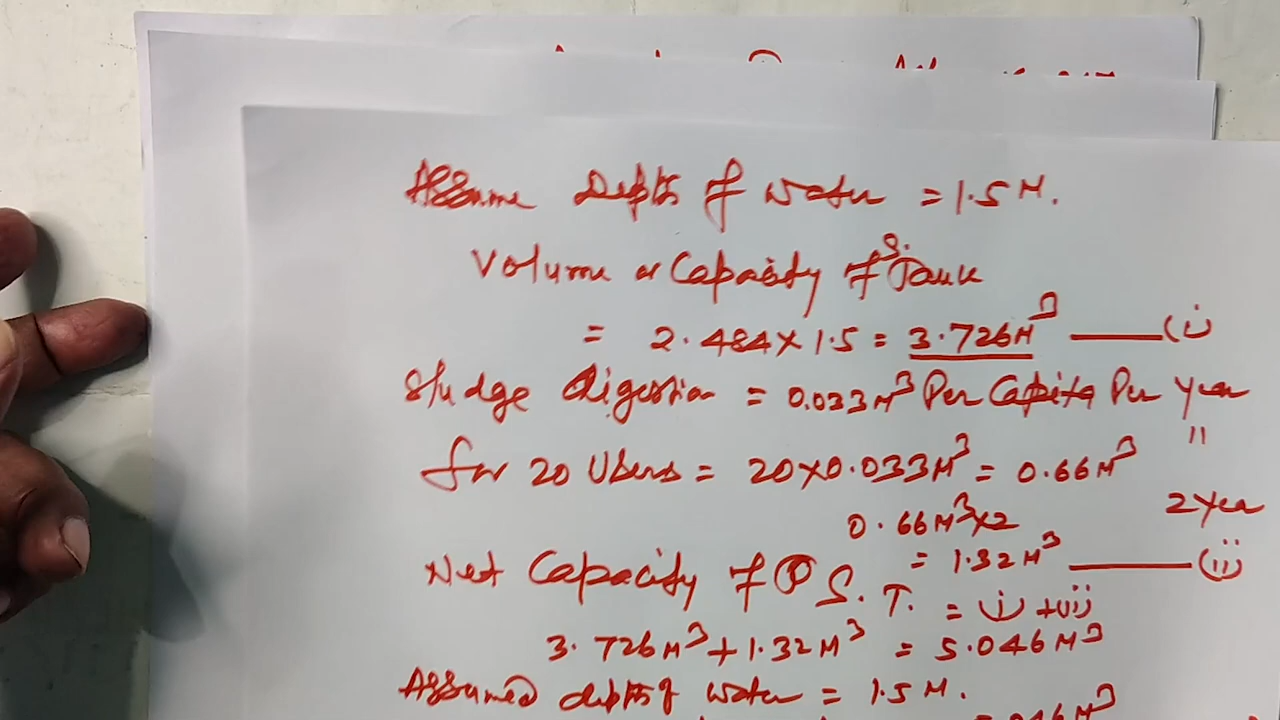 Assume Depth of water = 1.5 M.
Volume or Capacity of S. Tank
= 2.484 X 1.5 = 3.726 M³ —— (i)
Sludge digestion = 0.033 M³ Per Capita Per year
for 20 Users = 20 X 0.033 M³ = 0.66 M³ "
0.66 M³ X 2 2 Year
= 1.32 M³ —— (ii)
Net Capacity of S. T. = i) + ii)
3.726 M³ + 1.32 M³ = 5.046 M³
Assumed depth of water = 1.5 M.